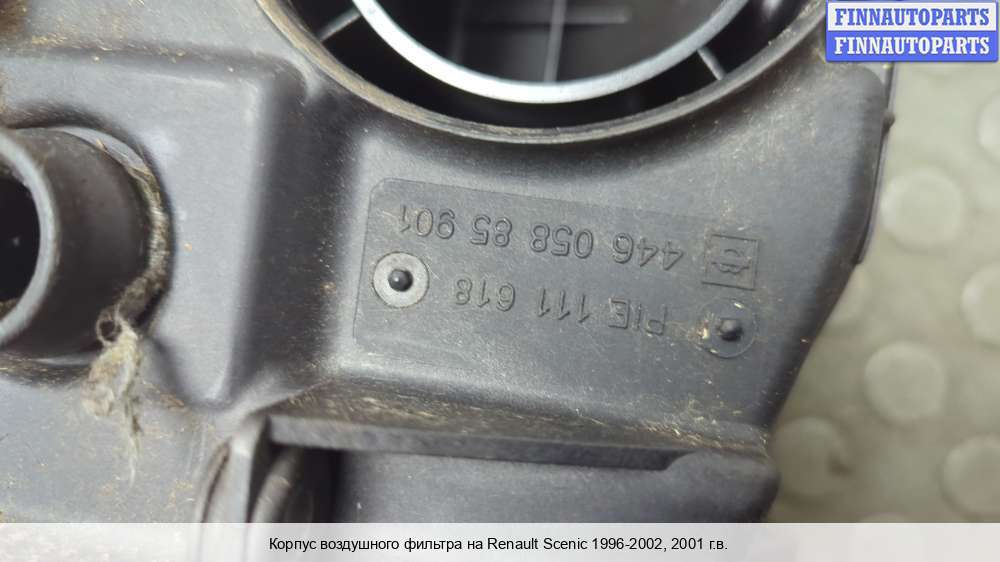 FINNAUTOPARTS
FINNAUTOPARTS
446 058 85 901
PIE 111 618
Корпус воздушного фильтра на Renault Scenic 1996-2002, 2001 г.в.